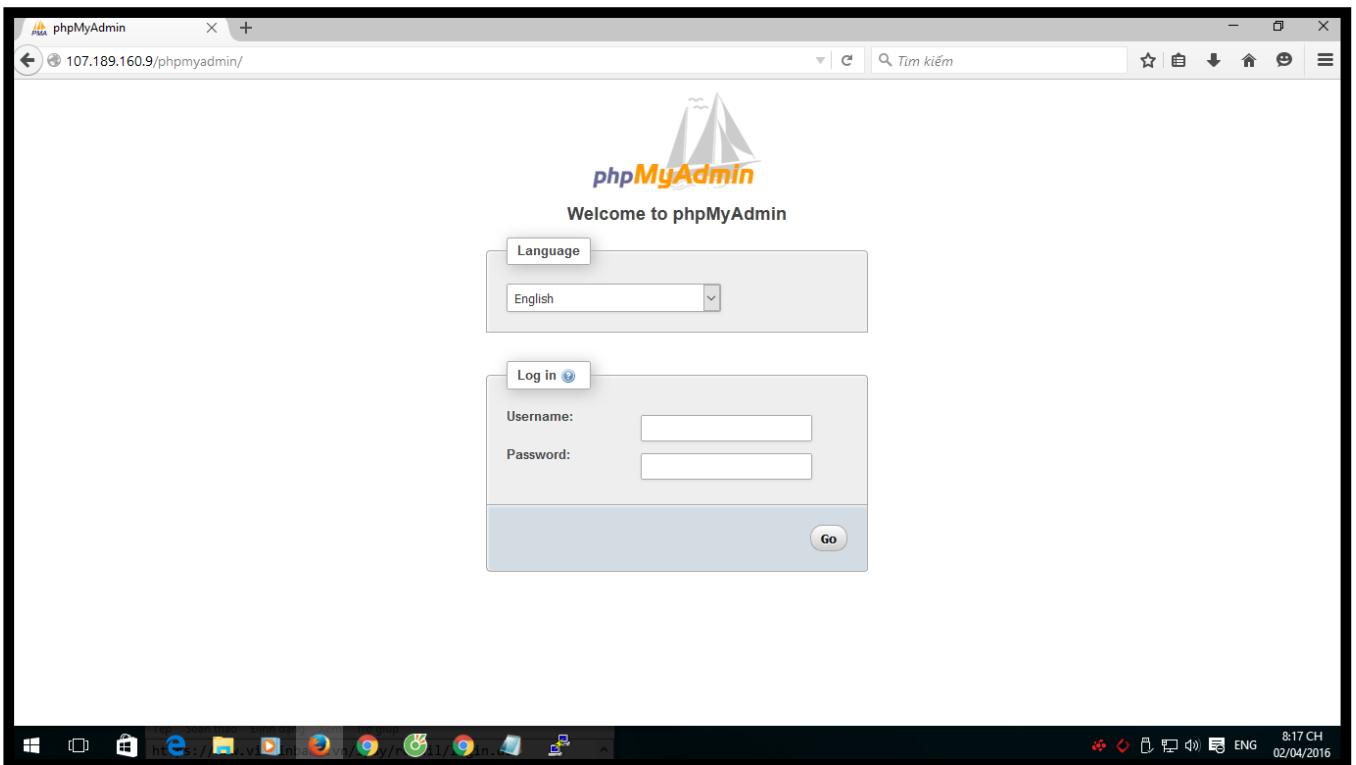 phpMyAdmin
107.189.160.9/phpmyadmin/
Tìm kiếm
phpMyAdmin
Welcome to phpMyAdmin
Language
English
Log in
Username:
Password:
Go
ENG
8:17 CH
02/04/2016